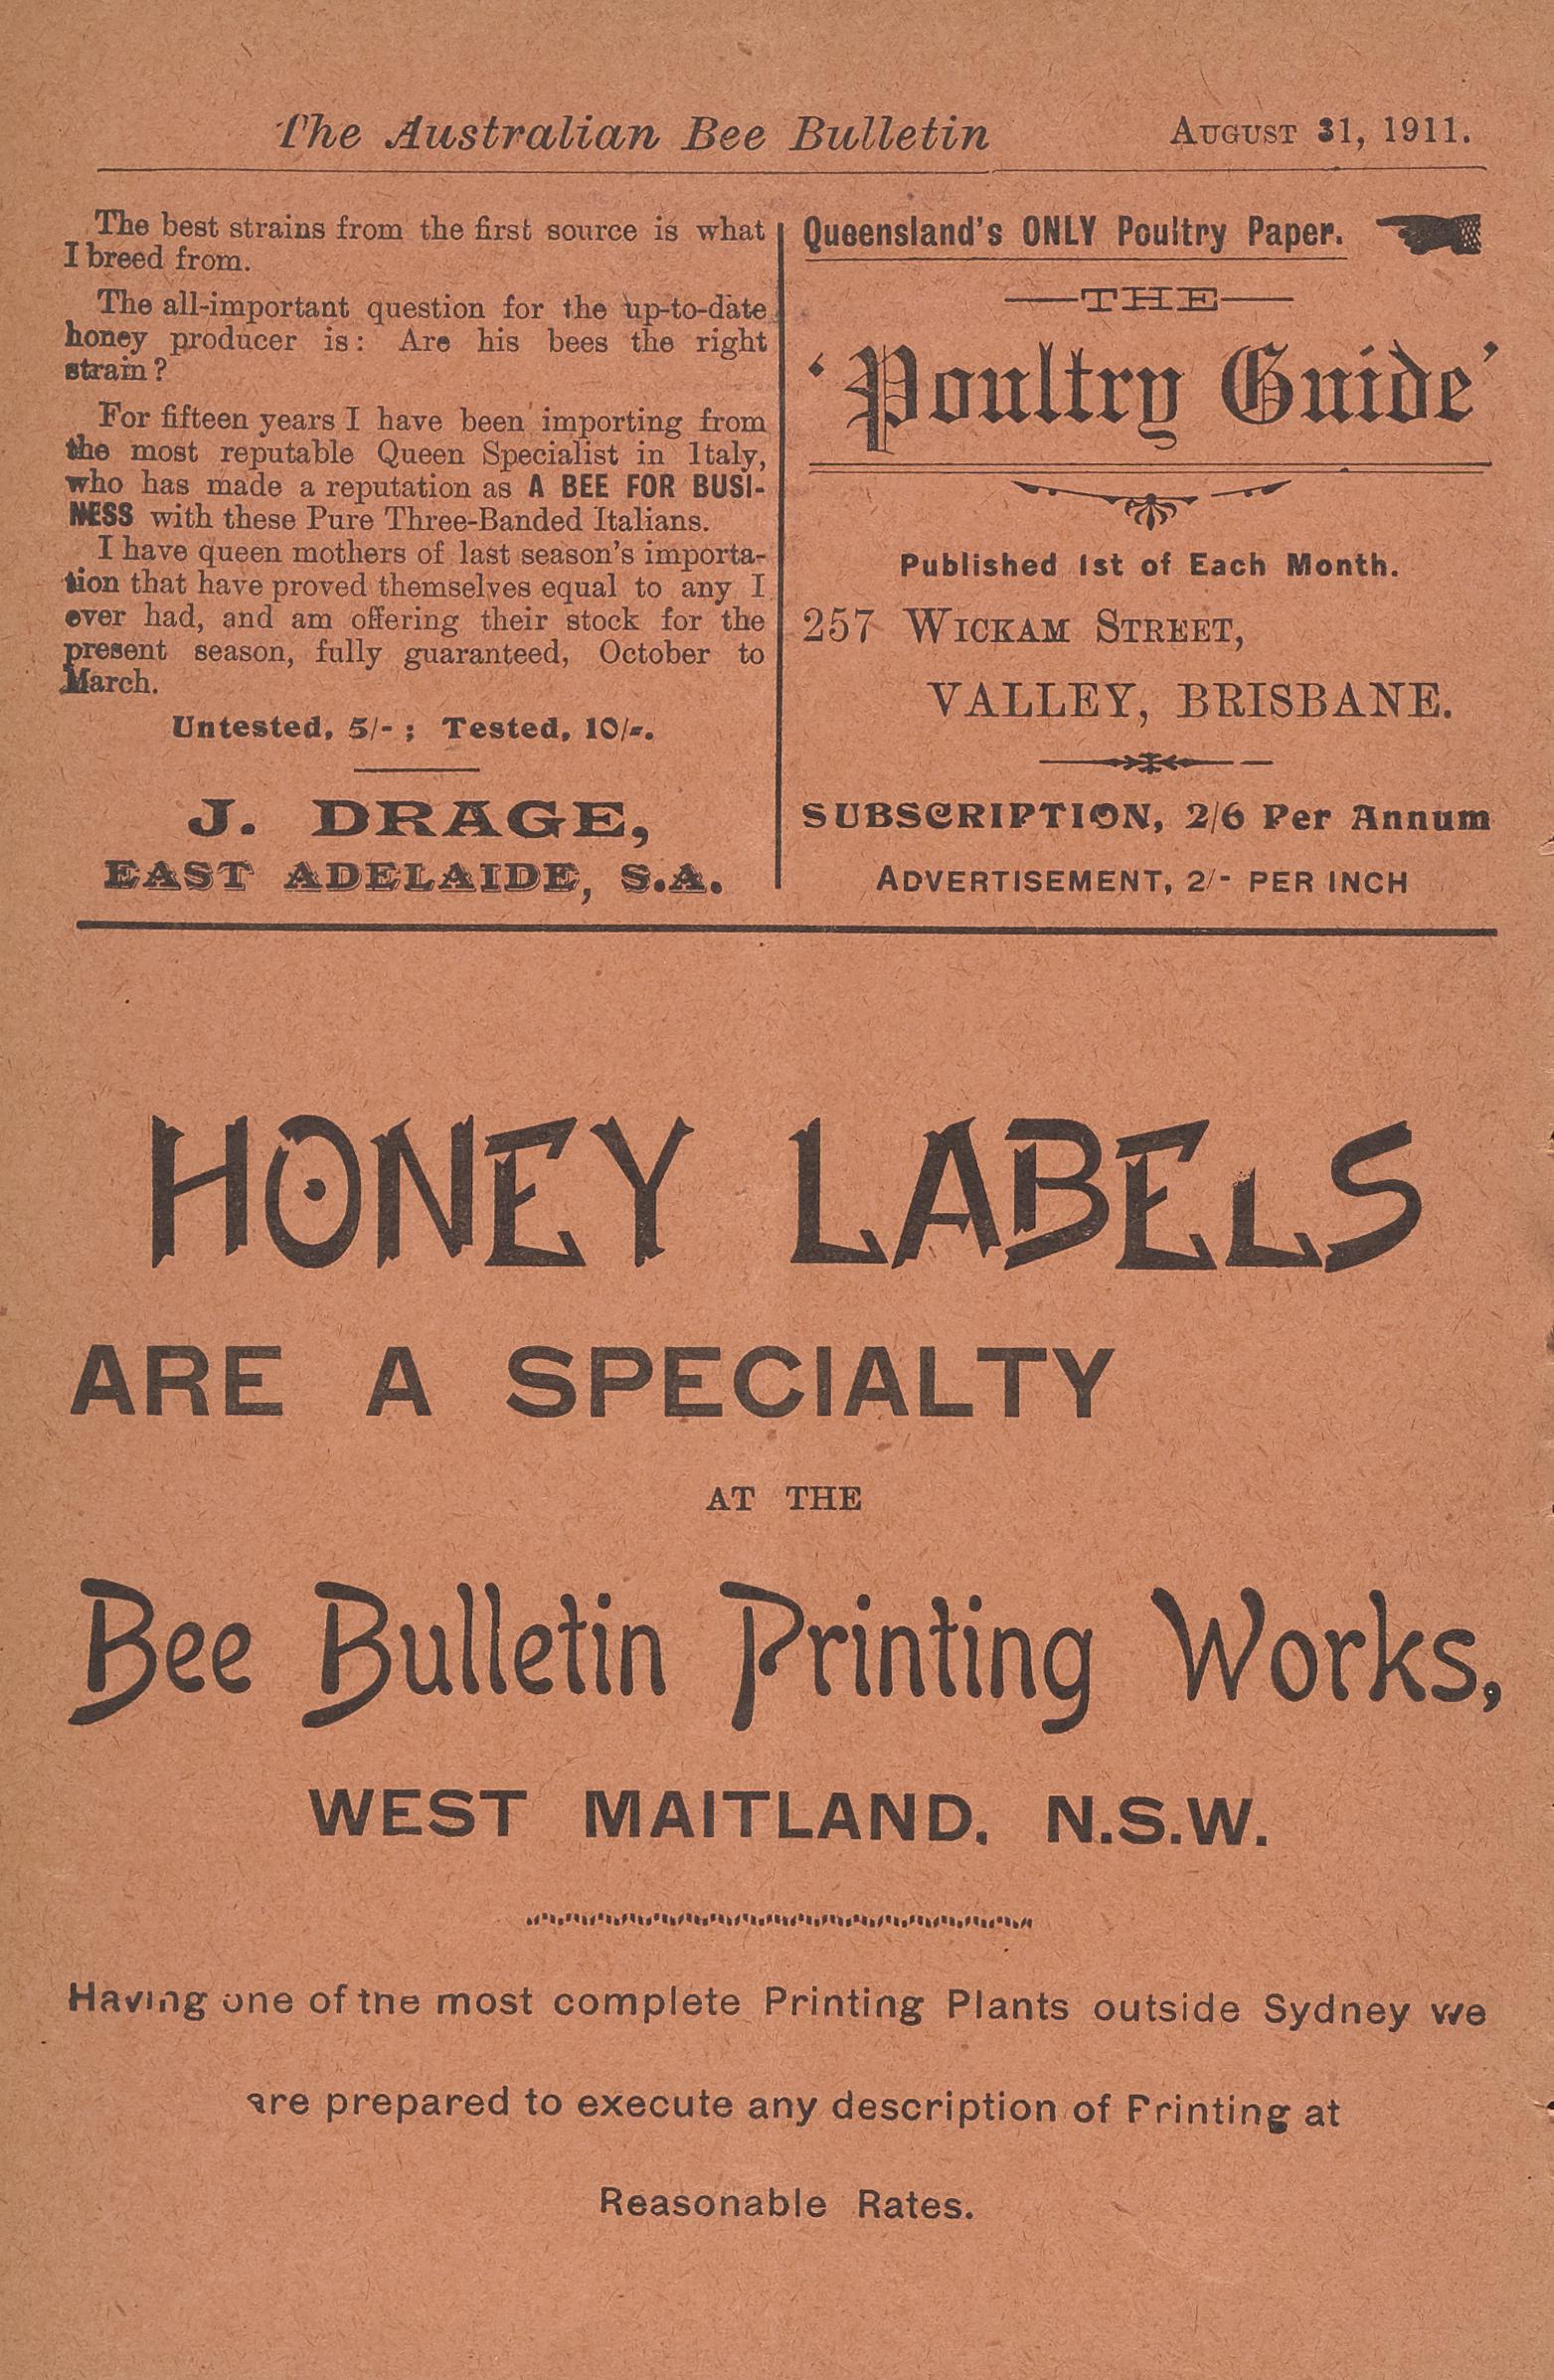 The Australian Bee Bulletin August 31, 1911.
The best strains from the first source is what
I breed from.
The all-important question for the up-to-date
honey producer is: Are his bees the right
strain?
For fifteen years I have been importing from
the most reputable Queen Specialist in Italy,
who has made a reputation as A BEE FOR BUSI-
NESS with these Pure Three-Banded Italians.
I have queen mothers of last season's importa-
tion that have proved themselves equal to any I
ever had, and am offering their stock for the
present season, fully guaranteed, October to
March.
Untested, 5/-; Tested, 10/-.
J. DRAGE,
EAST ADELAIDE, S.A.
Queensland's ONLY Poultry Paper.
THE
'Poultry Guide'
Published 1st of Each Month.
257 Wickam Street,
VALLEY, BRISBANE.
SUBSCRIPTION, 2/6 Per Annum
ADVERTISEMENT, 2/- PER INCH
HONEY LABELS
ARE A SPECIALTY
AT THE
Bee Bulletin Printing Works,
WEST MAITLAND. N.S.W.
Having one of the most complete Printing Plants outside Sydney we
are prepared to execute any description of Printing at
Reasonable Rates.